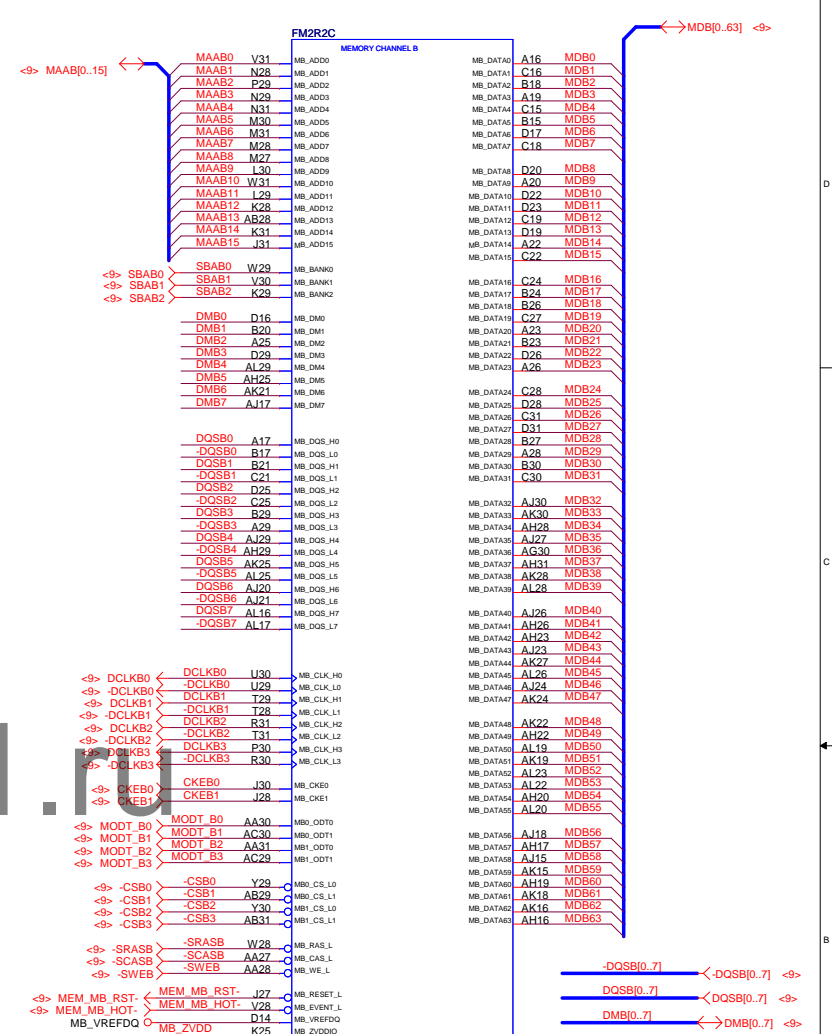 FM2R2C
MEMORY CHANNEL B
MDB[0..63] <9>
<9> MAAB[0..15]
MAAB0 V31 MB_ADD0 MB_DATA0 A16 MDB0
MAAB1 N28 MB_ADD1 MB_DATA1 C16 MDB1
MAAB2 P29 MB_ADD2 MB_DATA2 B18 MDB2
MAAB3 N29 MB_ADD3 MB_DATA3 A19 MDB3
MAAB4 N31 MB_ADD4 MB_DATA4 C15 MDB4
MAAB5 M30 MB_ADD5 MB_DATA5 B15 MDB5
MAAB6 M31 MB_ADD6 MB_DATA6 D17 MDB6
MAAB7 M28 MB_ADD7 MB_DATA7 C18 MDB7
MAAB8 M27 MB_ADD8
MAAB9 L30 MB_ADD9 MB_DATA8 D20 MDB8
MAAB10 W31 MB_ADD10 MB_DATA9 A20 MDB9
MAAB11 L29 MB_ADD11 MB_DATA10 D22 MDB10
MAAB12 K28 MB_ADD12 MB_DATA11 D23 MDB11
MAAB13 AB28 MB_ADD13 MB_DATA12 C19 MDB12
MAAB14 K31 MB_ADD14 MB_DATA13 D19 MDB13
MAAB15 J31 MB_ADD15 MB_DATA14 A22 MDB14
MB_DATA15 C22 MDB15
<9> SBAB0 SBAB0 W29 MB_BANK0
<9> SBAB1 SBAB1 V30 MB_BANK1 MB_DATA16 C24 MDB16
<9> SBAB2 SBAB2 K29 MB_BANK2 MB_DATA17 B24 MDB17
MB_DATA18 B26 MDB18
DMB0 D16 MB_DM0 MB_DATA19 C27 MDB19
DMB1 B20 MB_DM1 MB_DATA20 A23 MDB20
DMB2 A25 MB_DM2 MB_DATA21 B23 MDB21
DMB3 D29 MB_DM3 MB_DATA22 D26 MDB22
DMB4 AL29 MB_DM4 MB_DATA23 A26 MDB23
DMB5 AH25 MB_DM5
DMB6 AK21 MB_DM6 MB_DATA24 C28 MDB24
DMB7 AJ17 MB_DM7 MB_DATA25 D28 MDB25
MB_DATA26 C31 MDB26
MB_DATA27 D31 MDB27
DQSB0 A17 MB_DQS_H0 MB_DATA28 B27 MDB28
-DQSB0 B17 MB_DQS_L0 MB_DATA29 A28 MDB29
DQSB1 B21 MB_DQS_H1 MB_DATA30 B30 MDB30
-DQSB1 C21 MB_DQS_L1 MB_DATA31 C30 MDB31
DQSB2 D25 MB_DQS_H2
-DQSB2 C25 MB_DQS_L2 MB_DATA32 AJ30 MDB32
DQSB3 B29 MB_DQS_H3 MB_DATA33 AK30 MDB33
-DQSB3 A29 MB_DQS_L3 MB_DATA34 AH28 MDB34
DQSB4 AJ29 MB_DQS_H4 MB_DATA35 AJ27 MDB35
-DQSB4 AH29 MB_DQS_L4 MB_DATA36 AG30 MDB36
DQSB5 AK25 MB_DQS_H5 MB_DATA37 AH31 MDB37
-DQSB5 AL25 MB_DQS_L5 MB_DATA38 AK28 MDB38
DQSB6 AJ20 MB_DQS_H6 MB_DATA39 AL28 MDB39
-DQSB6 AJ21 MB_DQS_L6
DQSB7 AL16 MB_DQS_H7 MB_DATA40 AJ26 MDB40
-DQSB7 AL17 MB_DQS_L7 MB_DATA41 AH26 MDB41
MB_DATA42 AH23 MDB42
MB_DATA43 AJ23 MDB43
MB_DATA44 AK27 MDB44
<9> DCLKB0 DCLKB0 U30 MB_CLK_H0 MB_DATA45 AL26 MDB45
<9> -DCLKB0 -DCLKB0 U29 MB_CLK_L0 MB_DATA46 AJ24 MDB46
<9> DCLKB1 DCLKB1 T29 MB_CLK_H1 MB_DATA47 AK24 MDB47
<9> -DCLKB1 -DCLKB1 T28 MB_CLK_L1
<9> DCLKB2 DCLKB2 R31 MB_CLK_H2 MB_DATA48 AK22 MDB48
<9> -DCLKB2 -DCLKB2 T31 MB_CLK_L2 MB_DATA49 AH22 MDB49
<9> DCLKB3 DCLKB3 P30 MB_CLK_H3 MB_DATA50 AL19 MDB50
<9> -DCLKB3 -DCLKB3 R30 MB_CLK_L3 MB_DATA51 AK19 MDB51
MB_DATA52 AL23 MDB52
<9> CKEB0 CKEB0 J30 MB_CKE0 MB_DATA53 AL22 MDB53
<9> CKEB1 CKEB1 J28 MB_CKE1 MB_DATA54 AH20 MDB54
MB_DATA55 AL20 MDB55
.ru
<9> MODT_B0 MODT_B0 AA30 MB0_ODT0
<9> MODT_B1 MODT_B1 AC30 MB0_ODT1 MB_DATA56 AJ18 MDB56
<9> MODT_B2 MODT_B2 AA31 MB1_ODT0 MB_DATA57 AH17 MDB57
<9> MODT_B3 MODT_B3 AC29 MB1_ODT1 MB_DATA58 AJ15 MDB58
MB_DATA59 AK15 MDB59
<9> -CSB0 -CSB0 Y29 MB0_CS_L0 MB_DATA60 AH19 MDB60
<9> -CSB1 -CSB1 AB29 MB0_CS_L1 MB_DATA61 AK18 MDB61
<9> -CSB2 -CSB2 Y30 MB1_CS_L0 MB_DATA62 AK16 MDB62
<9> -CSB3 -CSB3 AB31 MB1_CS_L1 MB_DATA63 AH16 MDB63
<9> -SRASB -SRASB W28 MB_RAS_L
<9> -SCASB -SCASB AA27 MB_CAS_L
<9> -SWEB -SWEB AA28 MB_WE_L -DQSB[0..7] -DQSB[0..7] <9>
<9> MEM_MB_RST- MEM_MB_RST- J27 MB_RESET_L DQSB[0..7] DQSB[0..7] <9>
<9> MEM_MB_HOT- MEM_MB_HOT- V28 MB_EVENT_L
MB_VREFDQ D14 MB_VREFDQ DMB[0..7] DMB[0..7] <9>
MB_ZVDD K25 MB_ZVDDIO
D
C
B